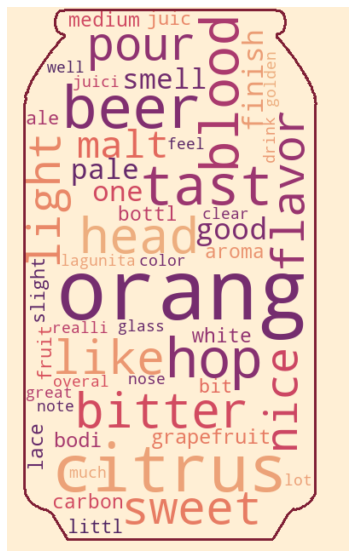 medium juic
pour blood
well smell finish
juici golden
beer drink
ale malt flavor
light pale feel
one tast
bottl clear
head good
aroma
lagunita color
slight orang
realli glass
fruit like hop white
overal nose bit
great nice
note bitter
lace bodi grapefruit
citrus much lot
carbon sweet
littl